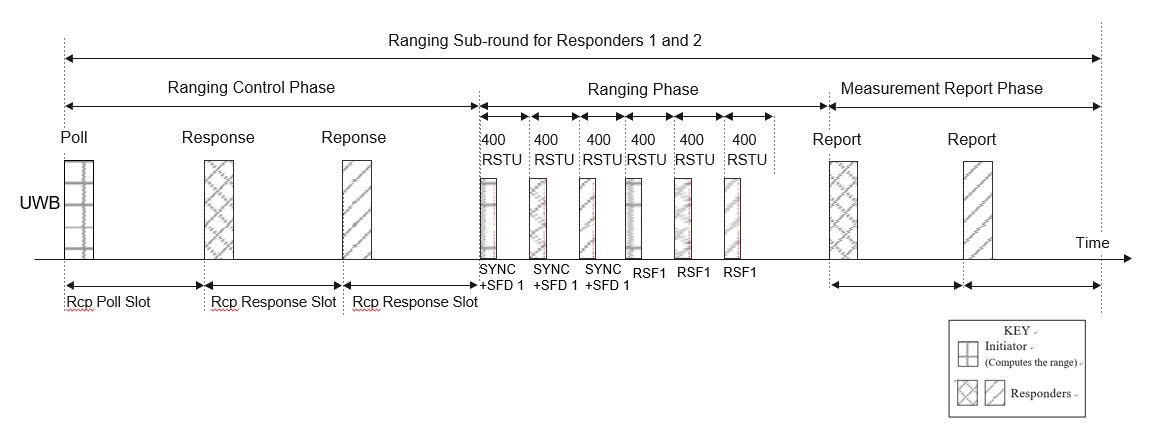 Ranging Sub-round for Responders 1 and 2
Ranging Control Phase
Ranging Phase
Measurement Report Phase
Poll
Response
Reponse
400
RSTU
400
RSTU
400
RSTU
400
RSTU
400
RSTU
400
RSTU
Report
Report
UWB
Time
SYNC
+SFD 1
SYNC
+SFD 1
SYNC
+SFD 1
RSF1
RSF1
RSF1
Rcp Poll Slot
Rcp Response Slot
Rcp Response Slot
KEY
Initiator
(Computes the range)
Responders